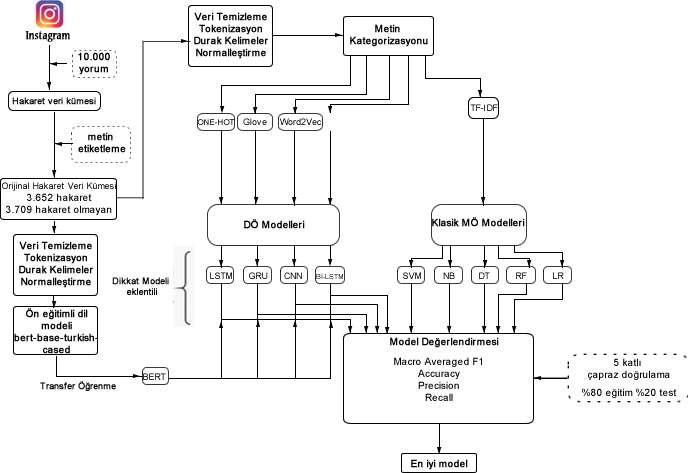 Instagram
10.000
yorum
Hakaret veri kümesi
metin
etiketleme
Orijinal Hakaret Veri Kümesi
3.652 hakaret
3.709 hakaret olmayan
Veri Temizleme
Tokenizasyon
Durak Kelimeler
Normalleştirme
Ön eğitimli dil
modeli
bert-base-turkish-
cased
Transfer Öğrenme
BERT
Veri Temizleme
Tokenizasyon
Durak Kelimeler
Normalleştirme
Metin
Kategorizasyonu
ONE-HOT
Glove
Word2Vec
TF-IDF
DÖ Modelleri
Klasik MÖ Modelleri
Dikkat Modeli
eklentili
LSTM
GRU
CNN
BI-LSTM
SVM
NB
DT
RF
LR
Model Değerlendirmesi
Macro Averaged F1
Accuracy
Precision
Recall
5 katlı
çapraz doğrulama
%80 eğitim %20 test
En iyi model